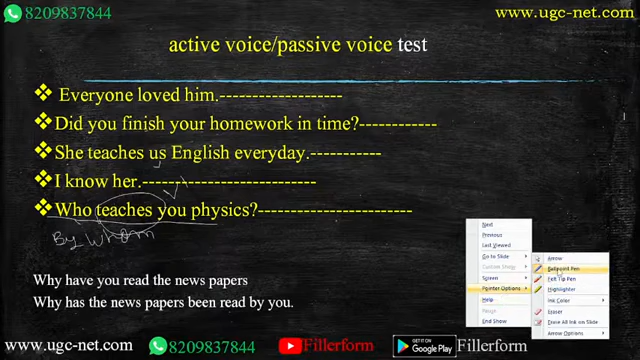 8209837844
www.ugc-net.com
active voice/passive voice test
❖ Everyone loved him.-------------------
❖ Did you finish your homework in time?------------
❖ She teaches us English everyday.-----------
❖ I know her.---------------------------
❖ Who teaches you physics?------------------------
By whom
Why have you read the news papers
Why has the news papers been read by you.
Next
Previous
Last Viewed
Go to Slide
Custom Show
Screen
Pointer Options
Help
Pause
End Show
Arrow
Ballpoint Pen
Felt Tip Pen
Highlighter
Ink Color
Eraser
Erase All Ink on Slide
Arrow Options
www.ugc-net.com
8209837844
Fillerform
GET IT ON
Google Play
Fillerform